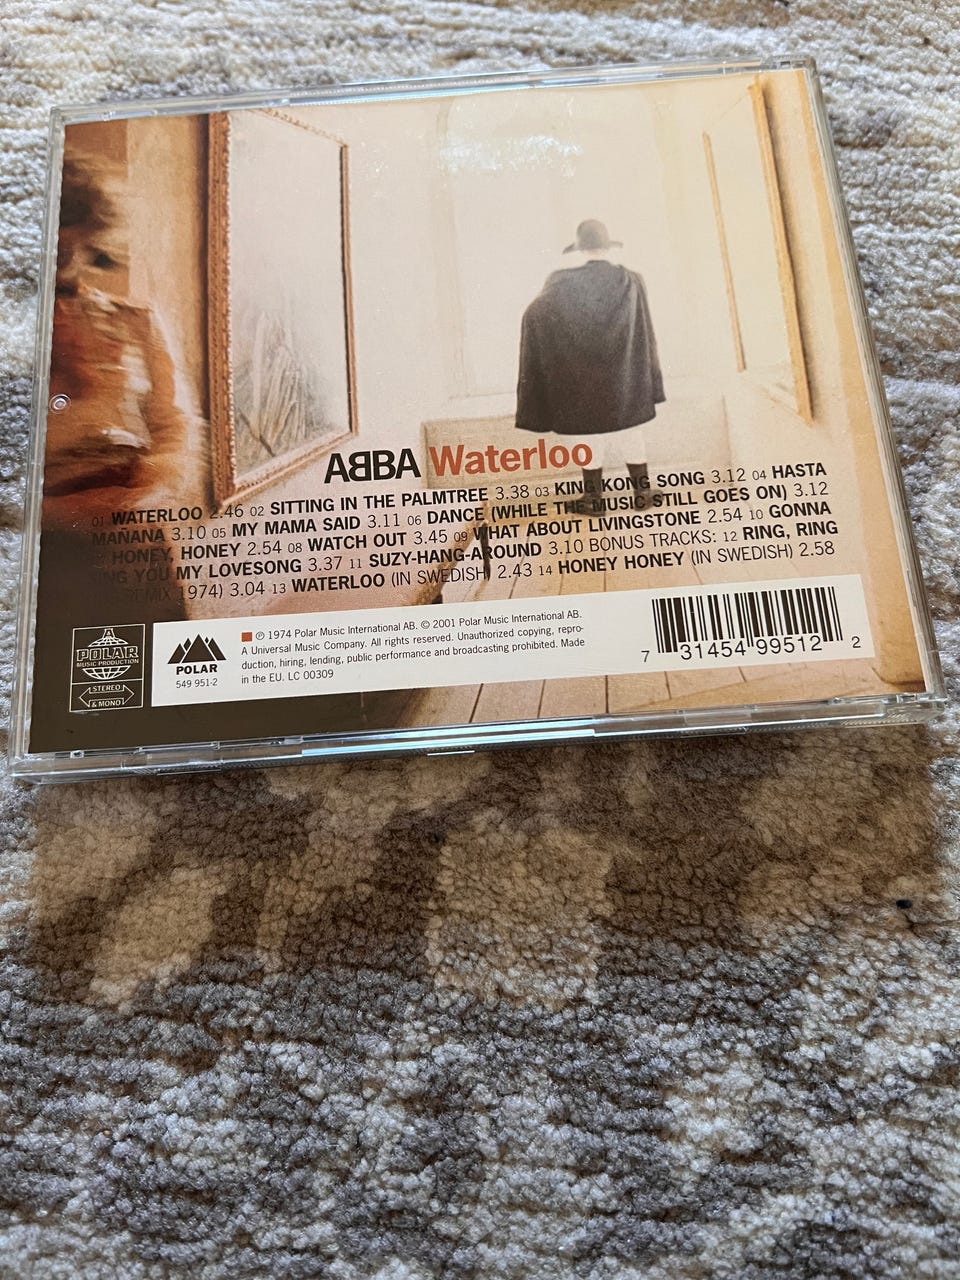 ABBA Waterloo
01 WATERLOO 2.46 02 SITTING IN THE PALMTREE 3.38 03 KING KONG SONG 3.12 04 HASTA
MAÑANA 3.10 05 MY MAMA SAID 3.11 06 DANCE (WHILE THE MUSIC STILL GOES ON) 3.12
HONEY, HONEY 2.54 08 WATCH OUT 3.45 09 WHAT ABOUT LIVINGSTONE 2.54 10 GONNA
YOU MY LOVESONG 3.37 11 SUZY-HANG-AROUND 3.10 BONUS TRACKS: 12 RING, RING
1974) 3.04 13 WATERLOO (IN SWEDISH) 2.43 14 HONEY HONEY (IN SWEDISH) 2.58
A
POLAR
MUSIC PRODUCTION
STEREO
& MONO
POLAR
549 951-2
℗ 1974 Polar Music International AB. © 2001 Polar Music International AB.
A Universal Music Company. All rights reserved. Unauthorized copying, repro-
duction, hiring, lending, public performance and broadcasting prohibited. Made
in the EU. LC 00309
7 31454 99512 2